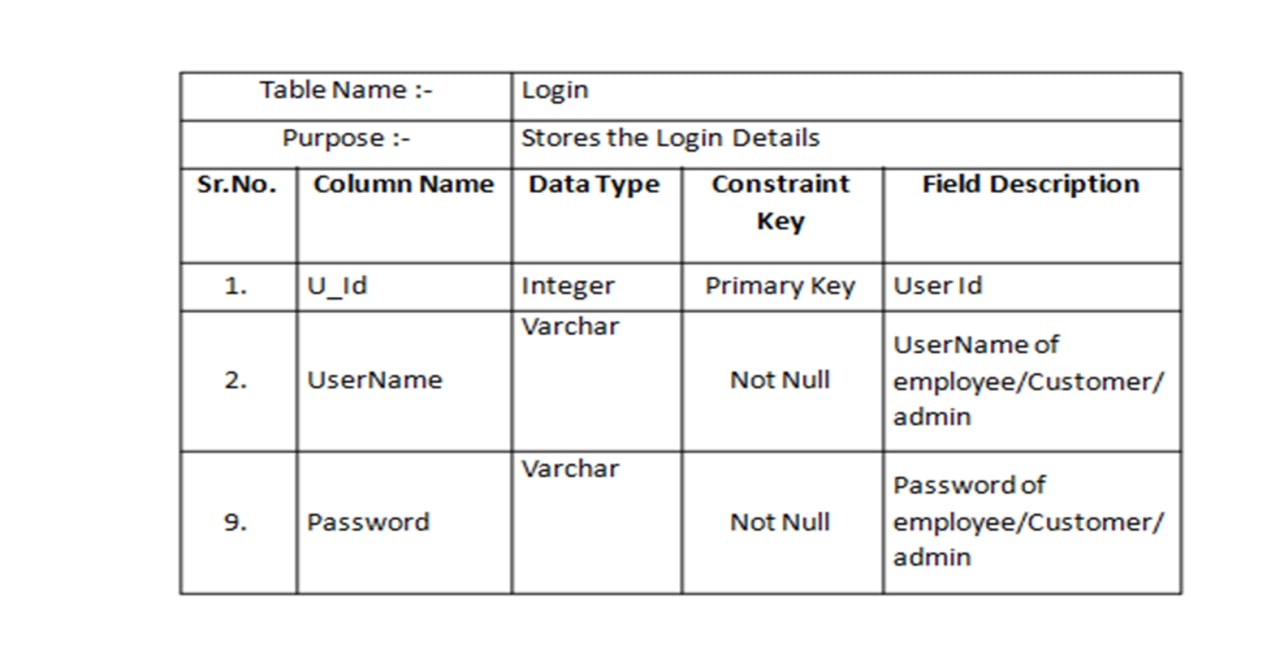 Table Name :- Login
Purpose :- Stores the Login Details
Sr.No. Column Name Data Type Constraint Key Field Description
1. U_Id Integer Primary Key User Id
2. UserName Varchar Not Null UserName of employee/Customer/admin
9. Password Varchar Not Null Password of employee/Customer/admin